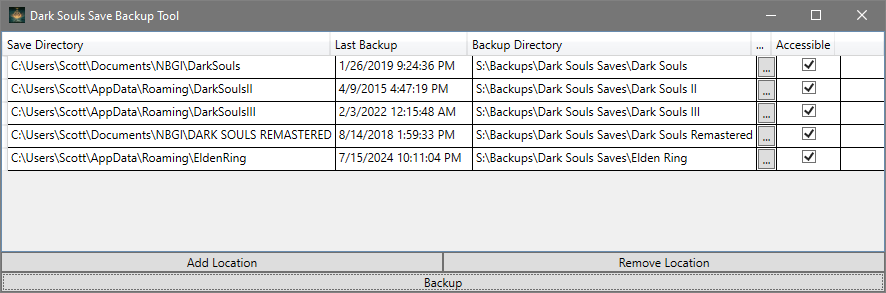 Dark Souls Save Backup Tool
Save Directory Last Backup Backup Directory ... Accessible
C:\Users\Scott\Documents\NBGI\DarkSouls 1/26/2019 9:24:36 PM S:\Backups\Dark Souls Saves\Dark Souls ...
C:\Users\Scott\AppData\Roaming\DarkSoulsII 4/9/2015 4:47:19 PM S:\Backups\Dark Souls Saves\Dark Souls II ...
C:\Users\Scott\AppData\Roaming\DarkSoulsIII 2/3/2022 12:15:48 AM S:\Backups\Dark Souls Saves\Dark Souls III ...
C:\Users\Scott\Documents\NBGI\DARK SOULS REMASTERED 8/14/2018 1:59:33 PM S:\Backups\Dark Souls Saves\Dark Souls Remastered ...
C:\Users\Scott\AppData\Roaming\EldenRing 7/15/2024 10:11:04 PM S:\Backups\Dark Souls Saves\Elden Ring ...
Add Location Remove Location
Backup